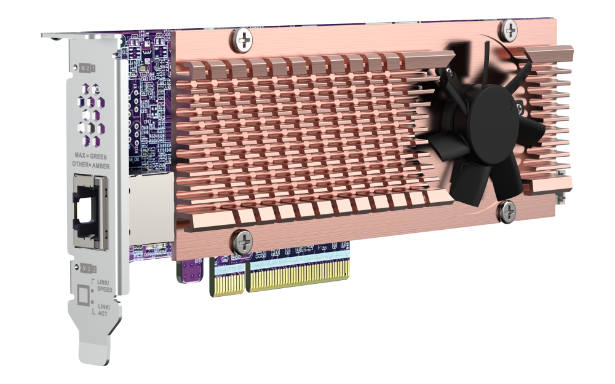 MAX=GREEN
OTHER=AMBER
LINK/
SPEED
LINK/
ACT